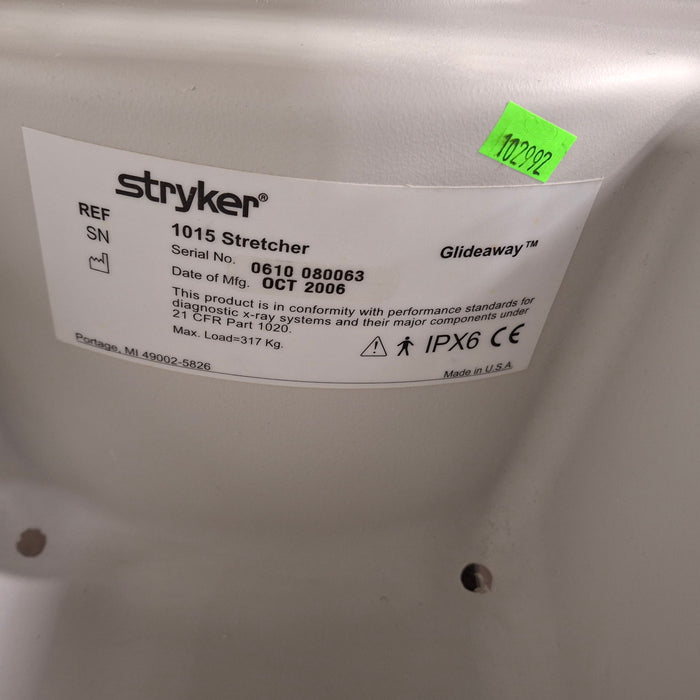 102992
stryker®
REF 1015 Stretcher Glideaway™
SN Serial No. 0610 080063
Date of Mfg. OCT 2006
This product is in conformity with performance standards for
diagnostic x-ray systems and their major components under
21 CFR Part 1020.
Max. Load=317 Kg.
IPX6 CE
Portage, MI 49002-5826
Made in U.S.A.